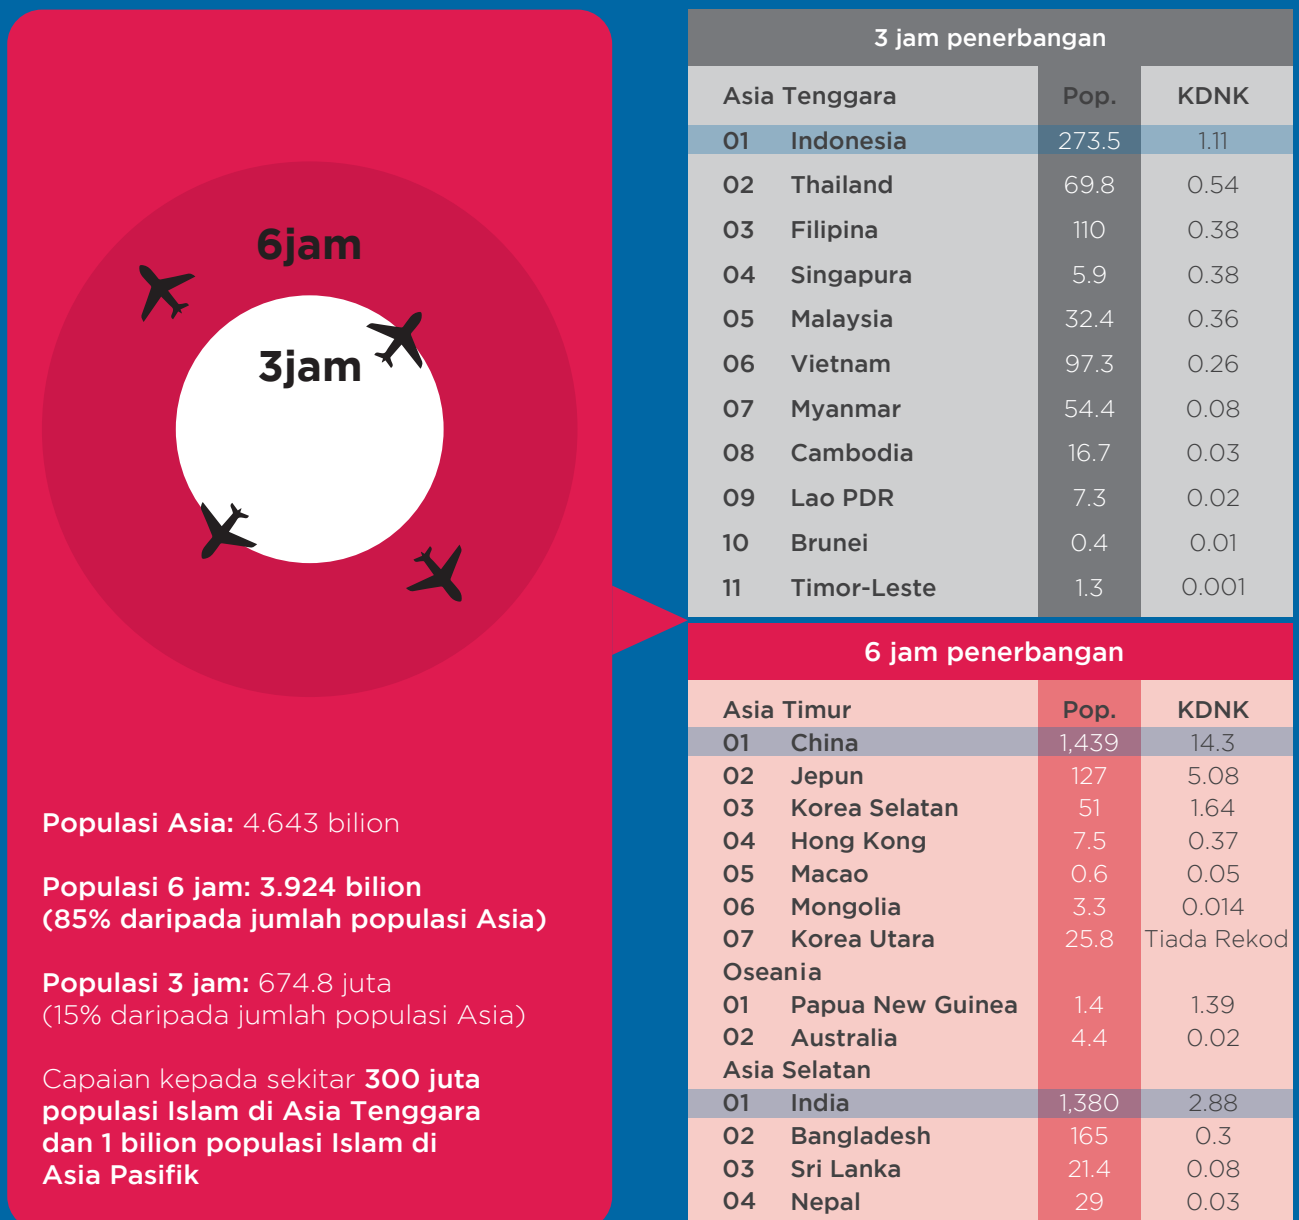 6jam
3jam
Populasi Asia: 4.643 bilion
Populasi 6 jam: 3.924 bilion
(85% daripada jumlah populasi Asia)
Populasi 3 jam: 674.8 juta
(15% daripada jumlah populasi Asia)
Capaian kepada sekitar 300 juta
populasi Islam di Asia Tenggara
dan 1 bilion populasi Islam di
Asia Pasifik
3 jam penerbangan
Asia Tenggara Pop. KDNK
01 Indonesia 273.5 1.11
02 Thailand 69.8 0.54
03 Filipina 110 0.38
04 Singapura 5.9 0.38
05 Malaysia 32.4 0.36
06 Vietnam 97.3 0.26
07 Myanmar 54.4 0.08
08 Cambodia 16.7 0.03
09 Lao PDR 7.3 0.02
10 Brunei 0.4 0.01
11 Timor-Leste 1.3 0.001
6 jam penerbangan
Asia Timur Pop. KDNK
01 China 1,439 14.3
02 Jepun 127 5.08
03 Korea Selatan 51 1.64
04 Hong Kong 7.5 0.37
05 Macao 0.6 0.05
06 Mongolia 3.3 0.014
07 Korea Utara 25.8 Tiada Rekod
Oseania
01 Papua New Guinea 1.4 1.39
02 Australia 4.4 0.02
Asia Selatan
01 India 1,380 2.88
02 Bangladesh 165 0.3
03 Sri Lanka 21.4 0.08
04 Nepal 29 0.03